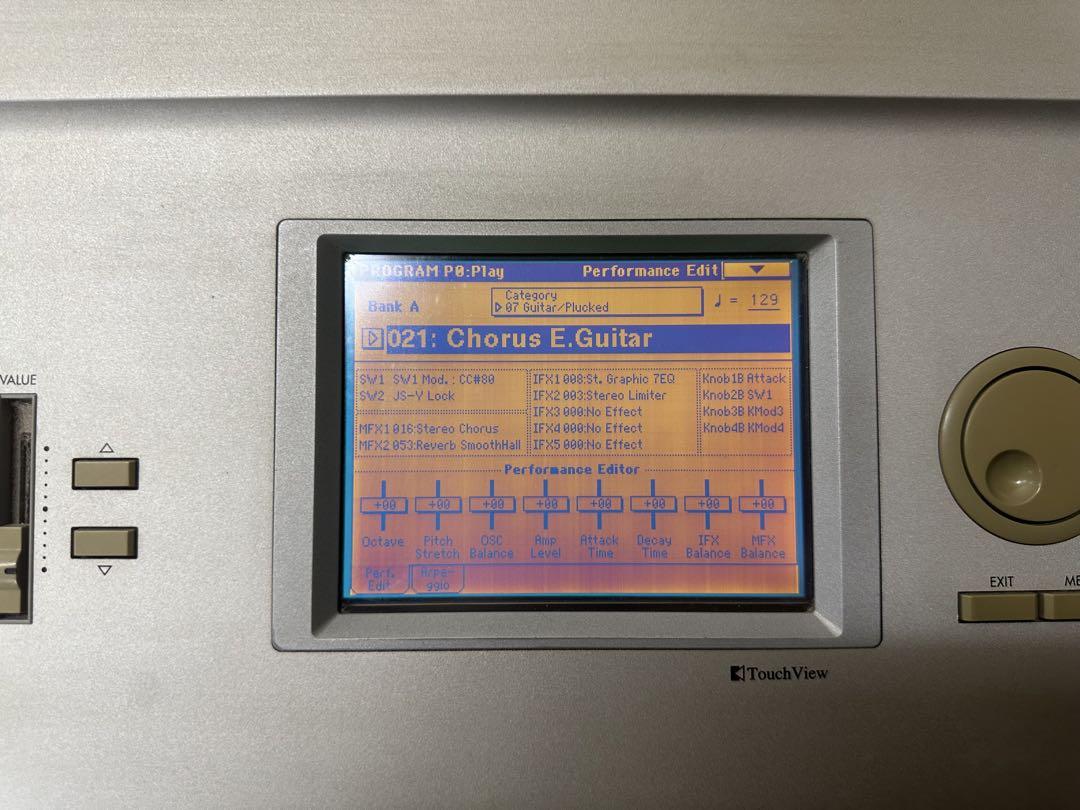 PROGRAM P0:Play Performance Edit
Bank A
Category
07 Guitar/Plucked
♩ = 129
021: Chorus E.Guitar
SW1 SW1 Mod.: CC#80
SW2 JS-Y Lock
MFX1 016:Stereo Chorus
MFX2 053:Reverb SmoothHall
IFX1 008:St. Graphic 7EQ
IFX2 003:Stereo Limiter
IFX3 000:No Effect
IFX4 000:No Effect
IFX5 000:No Effect
Knob1B Attack
Knob2B SW1
Knob3B KMod3
Knob4B KMod4
Performance Editor
+00 +00 +00 +00 +00 +00 +00 +00
Octave
Pitch Stretch
OSC Balance
Amp Level
Attack Time
Decay Time
IFX Balance
MFX Balance
Perf. Edit
Arpe-
ggio
VALUE
EXIT
ME
TouchView